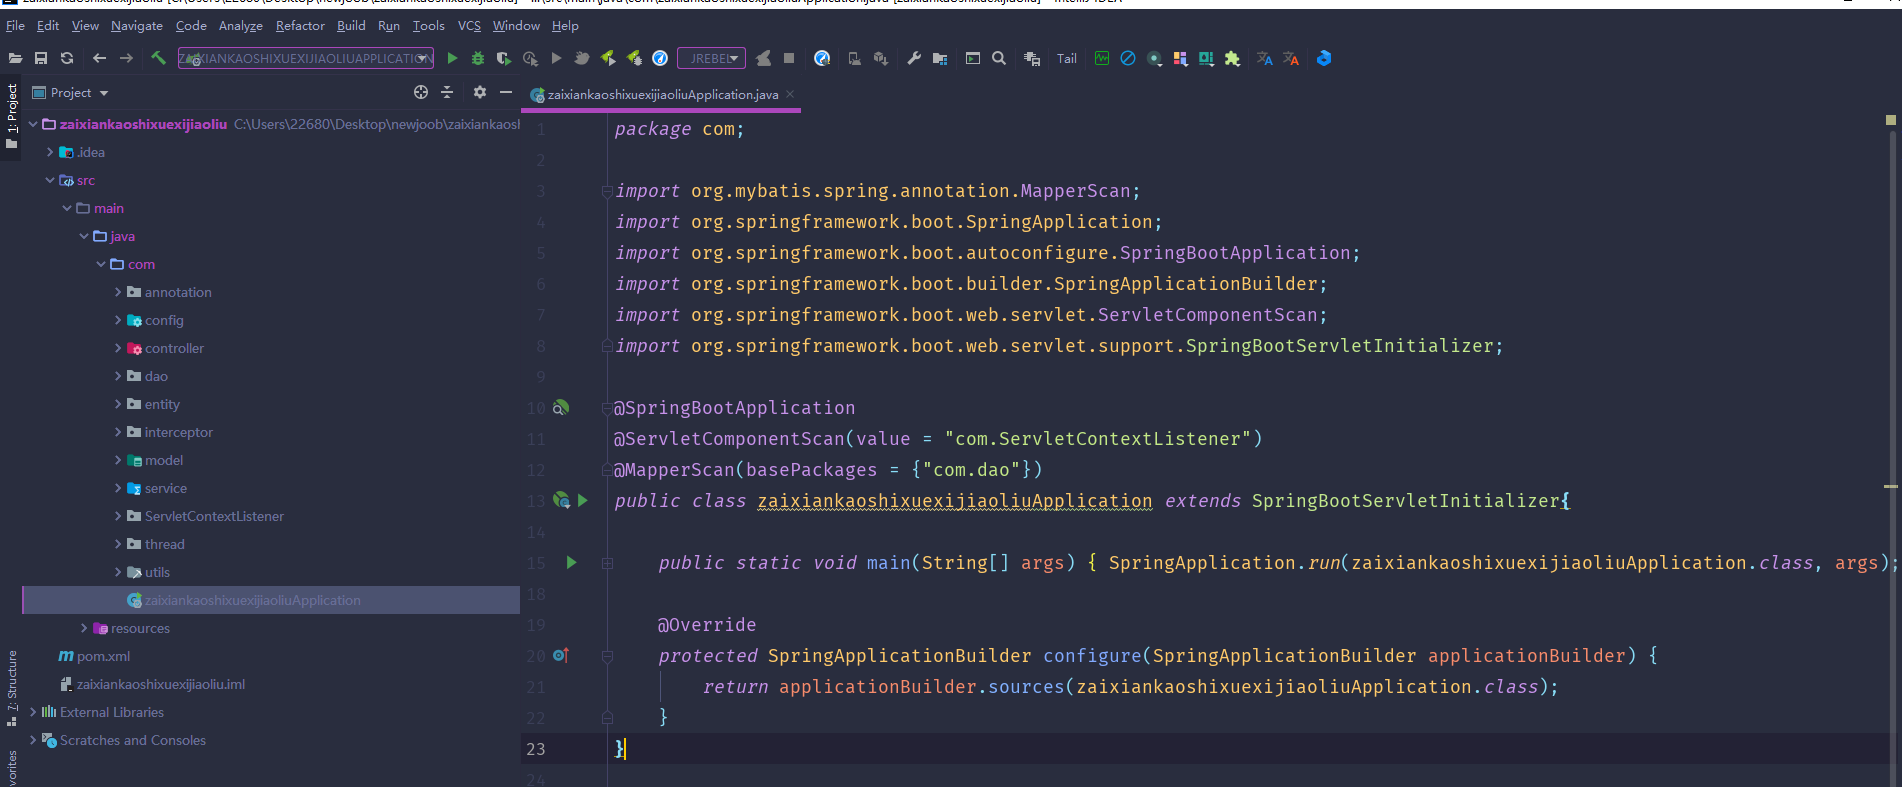 File Edit View Navigate Code Analyze Refactor Build Run Tools VCS Window Help
ZAIXIANKAOSHIXUEXIJIAOLIUAPPLICATION
JREBEL
Tail
1: Project
Project
zaixiankaoshixuexijiaoliuApplication.java
zaixiankaoshixuexijiaoliu C:\Users\22680\Desktop\newjoob\zaixiankaosh
.idea
src
main
java
com
annotation
config
controller
dao
entity
interceptor
model
service
ServletContextListener
thread
utils
zaixiankaoshixuexijiaoliuApplication
resources
pom.xml
zaixiankaoshixuexijiaoliu.iml
External Libraries
Scratches and Consoles
7: Structure
vorites
1 package com;
2
3 import org.mybatis.spring.annotation.MapperScan;
4 import org.springframework.boot.SpringApplication;
5 import org.springframework.boot.autoconfigure.SpringBootApplication;
6 import org.springframework.boot.builder.SpringApplicationBuilder;
7 import org.springframework.boot.web.servlet.ServletComponentScan;
8 import org.springframework.boot.web.servlet.support.SpringBootServletInitializer;
9
10 @SpringBootApplication
11 @ServletComponentScan(value = "com.ServletContextListener")
12 @MapperScan(basePackages = {"com.dao"})
13 public class zaixiankaoshixuexijiaoliuApplication extends SpringBootServletInitializer{
14
15 public static void main(String[] args) { SpringApplication.run(zaixiankaoshixuexijiaoliuApplication.class, args);
18
19 @Override
20 protected SpringApplicationBuilder configure(SpringApplicationBuilder applicationBuilder) {
21 return applicationBuilder.sources(zaixiankaoshixuexijiaoliuApplication.class);
22 }
23 }
24